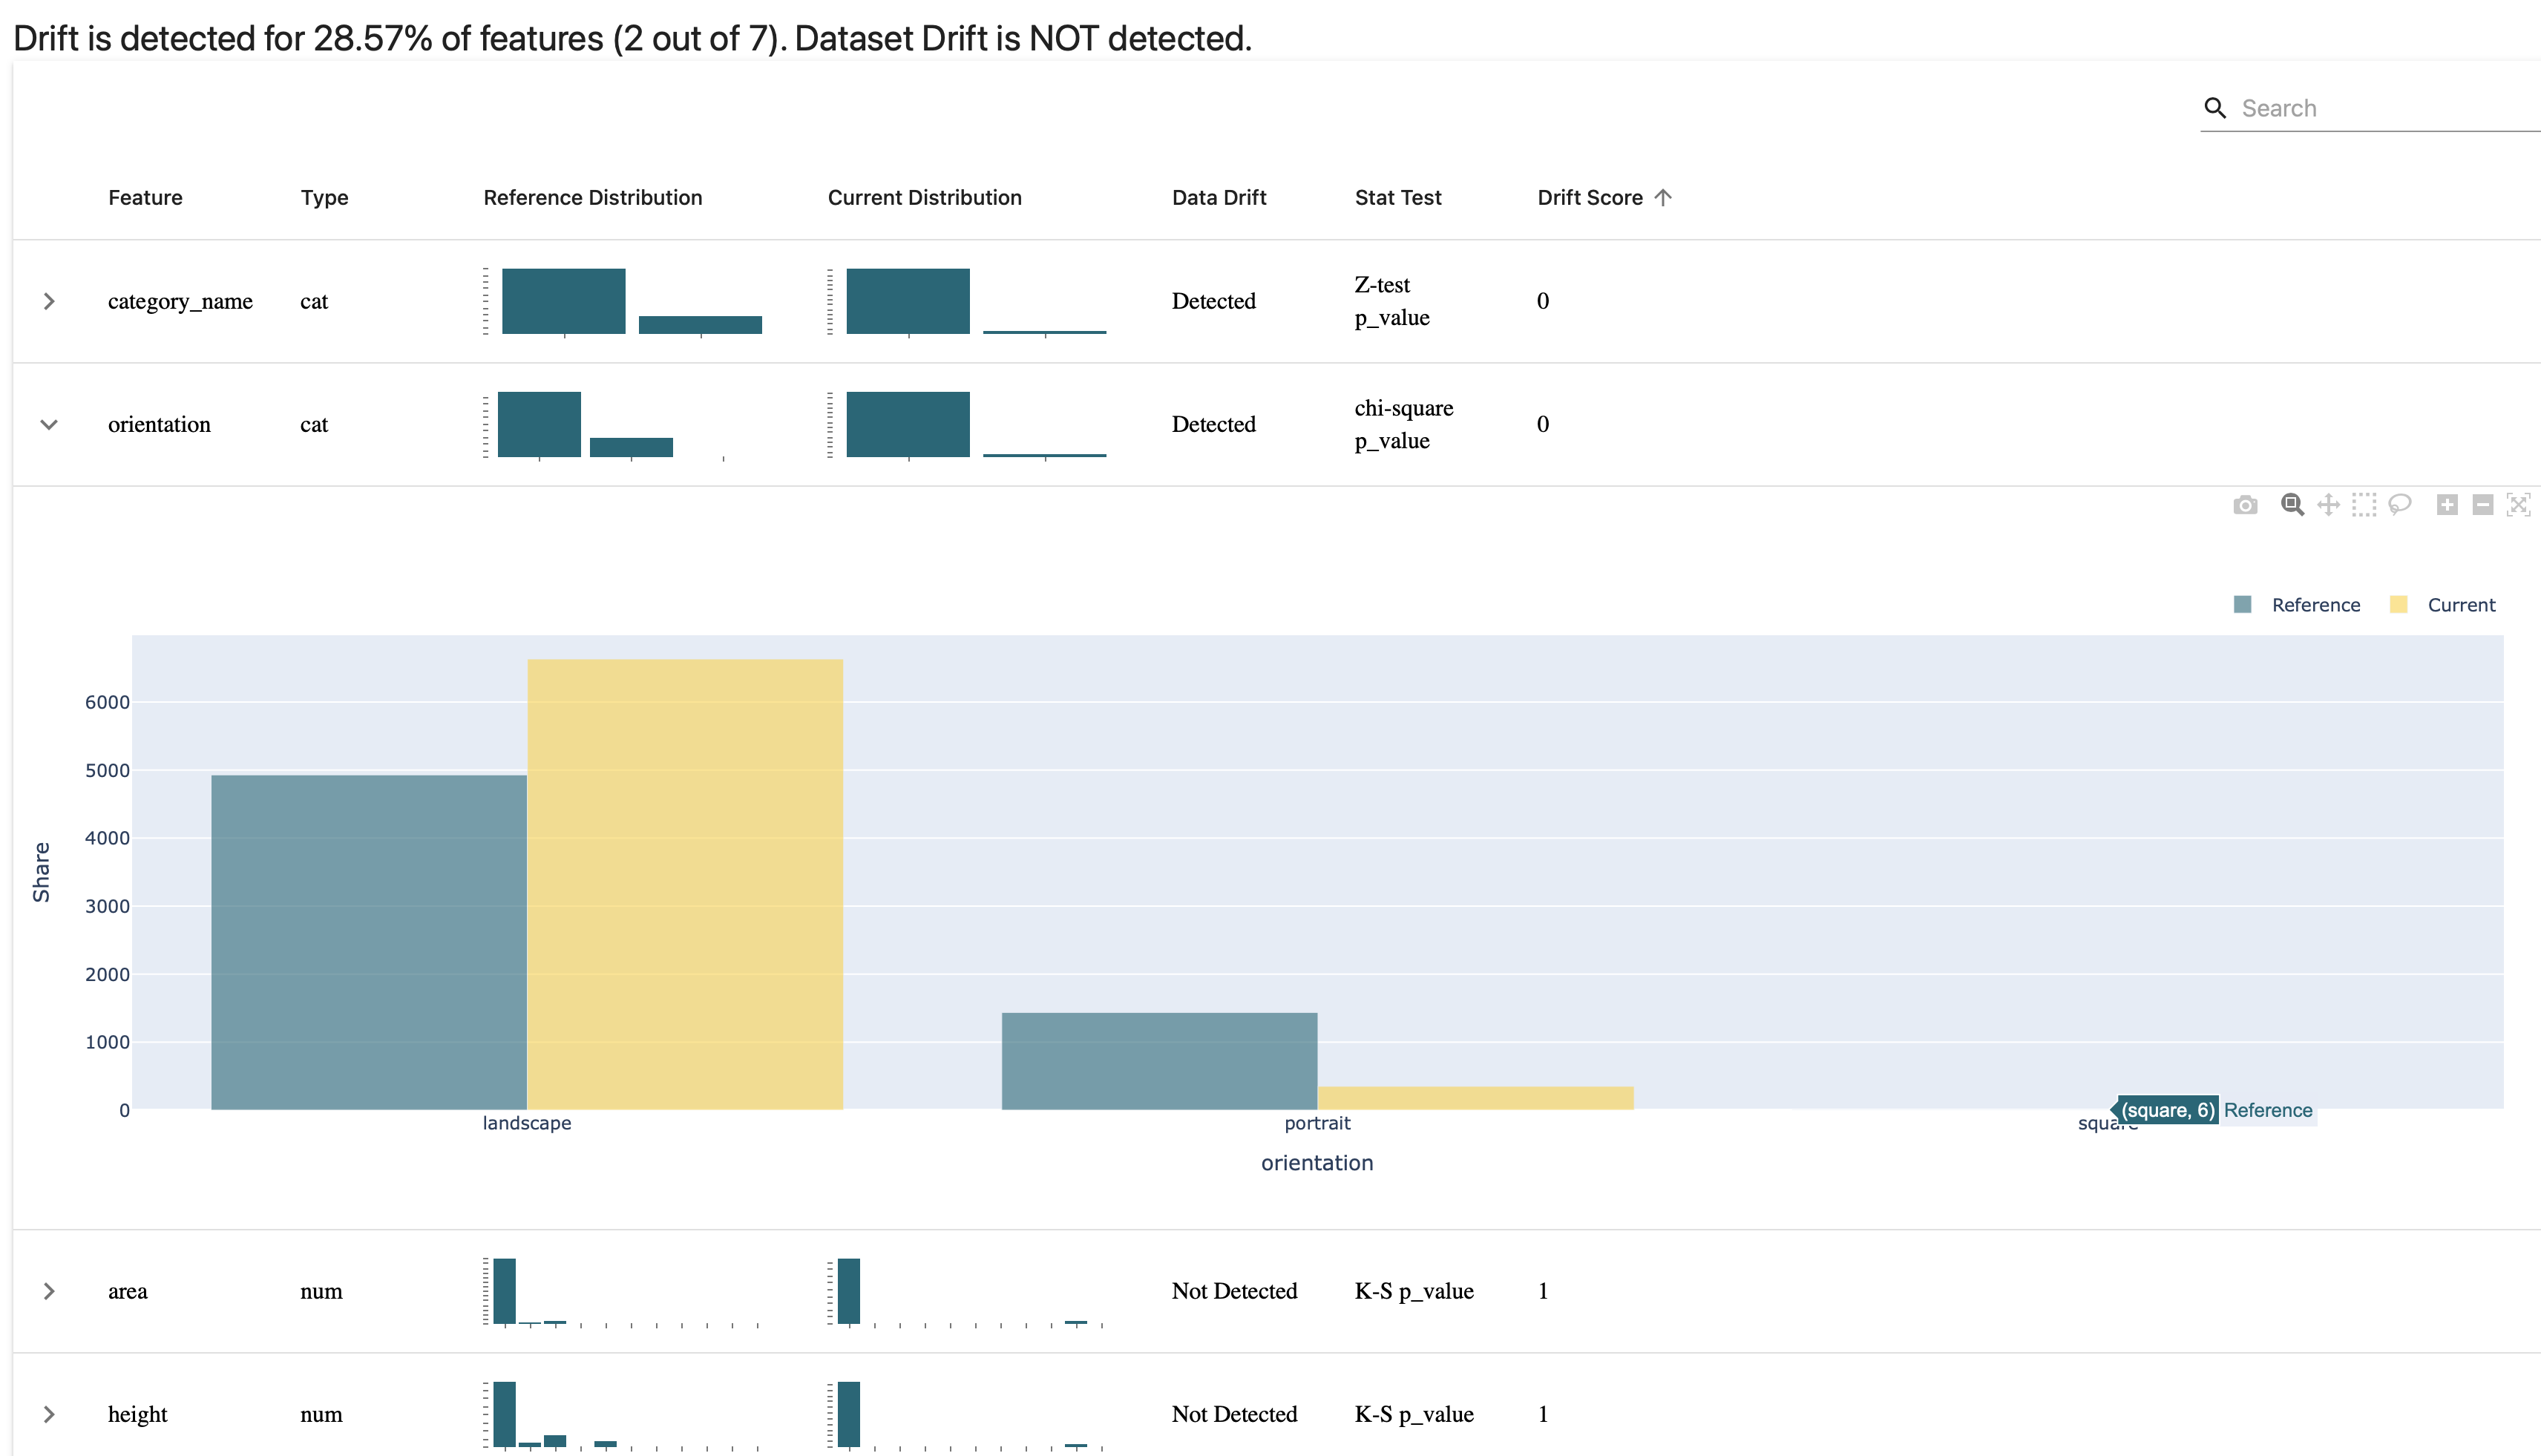 Drift is detected for 28.57% of features (2 out of 7). Dataset Drift is NOT detected.
Search
Feature Type Reference Distribution Current Distribution Data Drift Stat Test Drift Score
category_name cat Detected Z-test p_value 0
orientation cat Detected chi-square p_value 0
Reference Current
6000
5000
4000
3000
2000
1000
0
Share
landscape portrait square
(square, 6) Reference
orientation
area num Not Detected K-S p_value 1
height num Not Detected K-S p_value 1